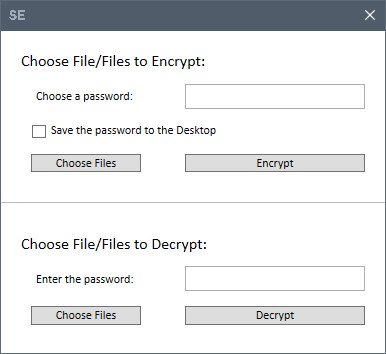 SE
Choose File/Files to Encrypt:
Choose a password:
Save the password to the Desktop
Choose Files
Encrypt
Choose File/Files to Decrypt:
Enter the password:
Choose Files
Decrypt